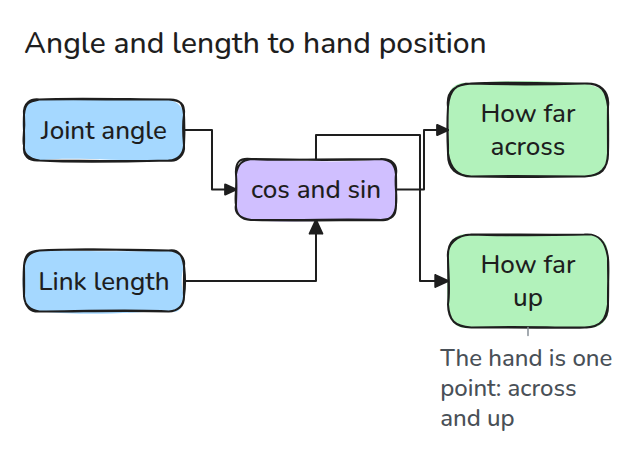 Angle and length to hand position
Joint angle
How far
across
cos and sin
Link length
How far
up
The hand is one
point: across
and up